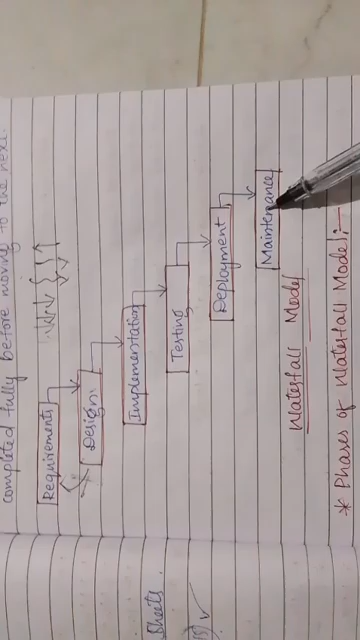 completed fully before moving to the next.
Requirements
Design
Implementation
Testing
Deployment
Maintenance
Waterfall Model
* Phases of Waterfall Model:-
Sheets